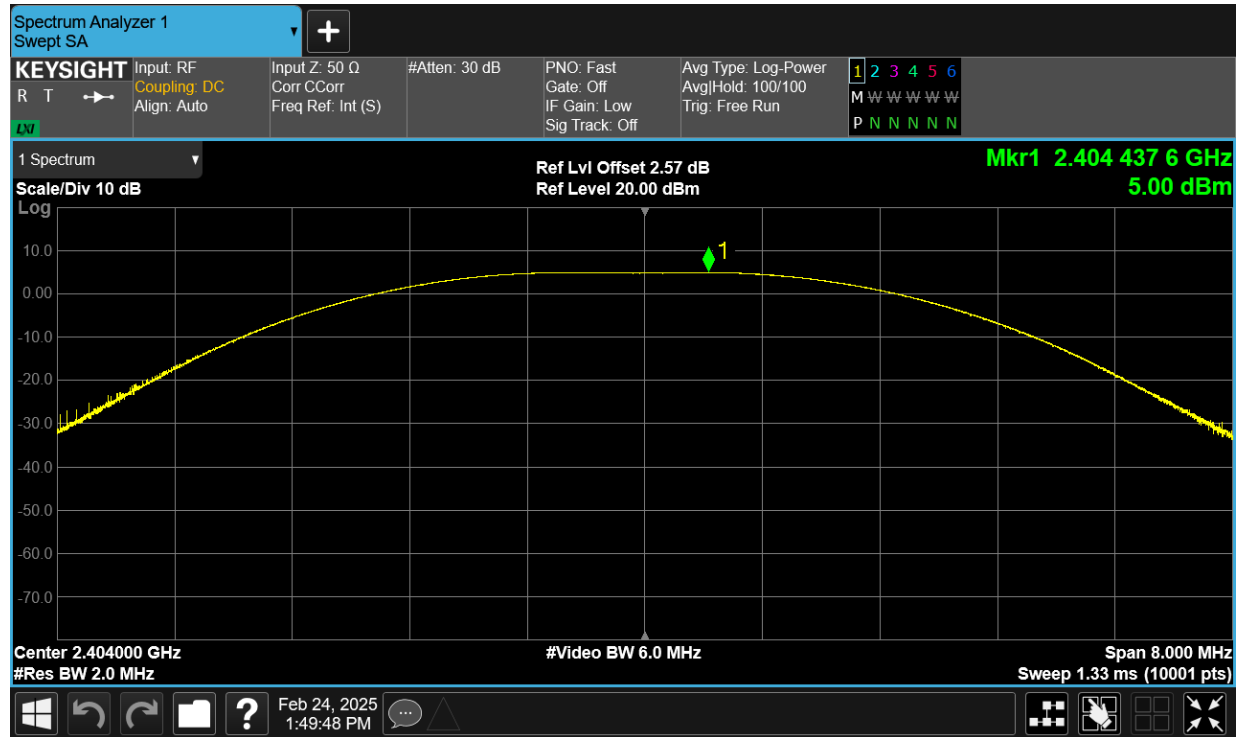 Spectrum Analyzer 1
Swept SA
KEYSIGHT
R T
LXI
Input: RF
Coupling: DC
Align: Auto
Input Z: 50 Ω
Corr CCorr
Freq Ref: Int (S)
#Atten: 30 dB
PNO: Fast
Gate: Off
IF Gain: Low
Sig Track: Off
Avg Type: Log-Power
Avg|Hold: 100/100
Trig: Free Run
1 2 3 4 5 6
M W W W W W
P N N N N N
1 Spectrum
Scale/Div 10 dB
Log
Ref Lvl Offset 2.57 dB
Ref Level 20.00 dBm
Mkr1 2.404 437 6 GHz
5.00 dBm
1
10.0
0.00
-10.0
-20.0
-30.0
-40.0
-50.0
-60.0
-70.0
Center 2.404000 GHz
#Video BW 6.0 MHz
Span 8.000 MHz
#Res BW 2.0 MHz
Sweep 1.33 ms (10001 pts)
?
Feb 24, 2025
1:49:48 PM